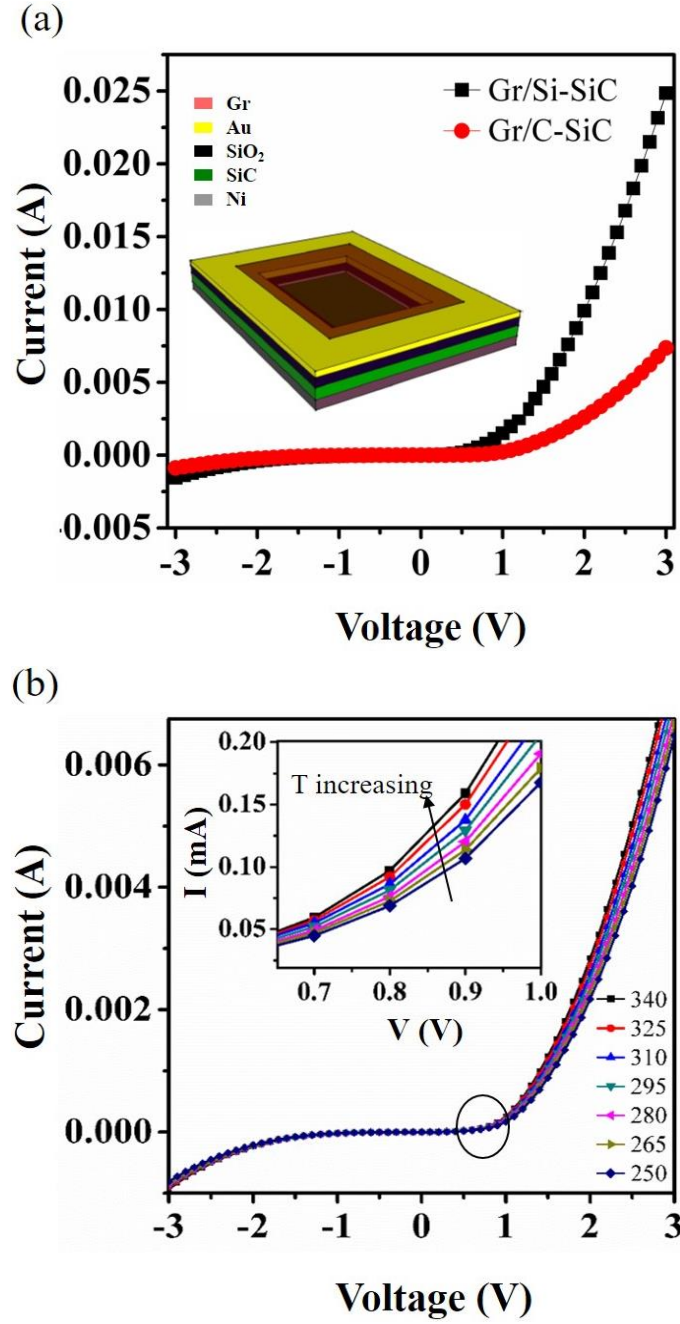 (a)
0.025
0.020
0.015
0.010
0.005
0.000
-0.005
Current (A)
Gr
Au
SiO₂
SiC
Ni
Gr/Si-SiC
Gr/C-SiC
-3 -2 -1 0 1 2 3
Voltage (V)
(b)
0.006
0.004
0.002
0.000
Current (A)
0.20
0.15
0.10
0.05
I (mA)
T increasing
0.7 0.8 0.9 1.0
V (V)
340
325
310
295
280
265
250
-3 -2 -1 0 1 2 3
Voltage (V)